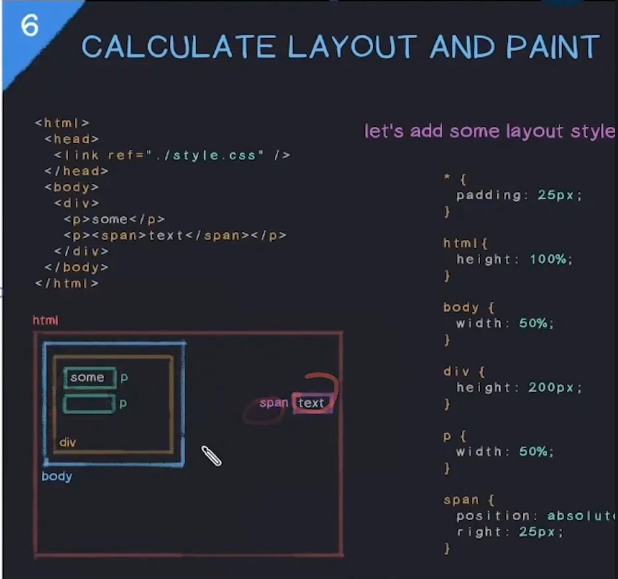 6
CALCULATE LAYOUT AND PAINT
<html>
<head>
<link ref="./style.css" />
</head>
<body>
<div>
<p>some</p>
<p><span>text</span></p>
</div>
</body>
</html>
let's add some layout style
* {
padding: 25px;
}
html{
height: 100%;
}
body {
width: 50%;
}
div {
height: 200px;
}
p {
width: 50%;
}
span {
position: absolut
right: 25px;
}
html
some p
p
span text
div
body